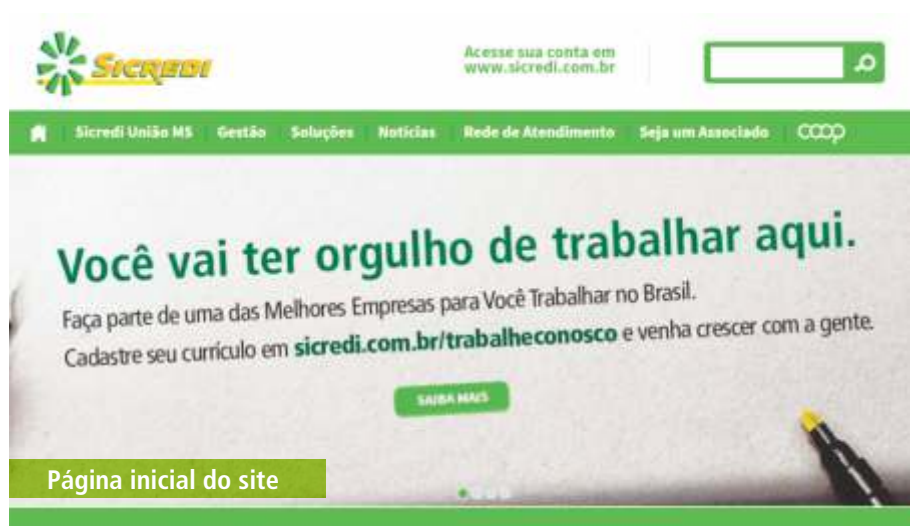 SICREDI
Acesse sua conta em
www.sicredi.com.br
Sicredi União MS Gestão Soluções Notícias Rede de Atendimento Seja um Associado COOP
Você vai ter orgulho de trabalhar aqui.
Faça parte de uma das Melhores Empresas para Você Trabalhar no Brasil.
Cadastre seu currículo em sicredi.com.br/trabalheconosco e venha crescer com a gente.
SAIBA MAIS
Página inicial do site